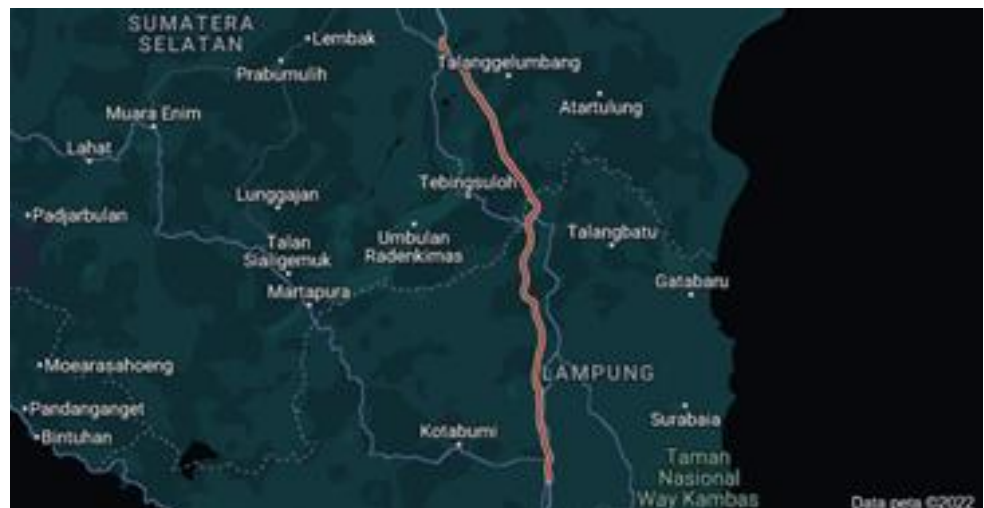 SUMATERA
SELATAN
Lembak
Prabumulih
Talanggelumbang
Atartulung
Muara Enim
Lahat
Tebingsuloh
Lunggajan
Padjarbulan
Umbulan
Radenkimas
Talangbatu
Talan
Sialigemuk
Gatabaru
Martapura
Moearasahoeng
LAMPUNG
Pandanganget
Surabaia
Kotabumi
Bintuhan
Taman
Nasional
Way Kambas
Data peta ©2022